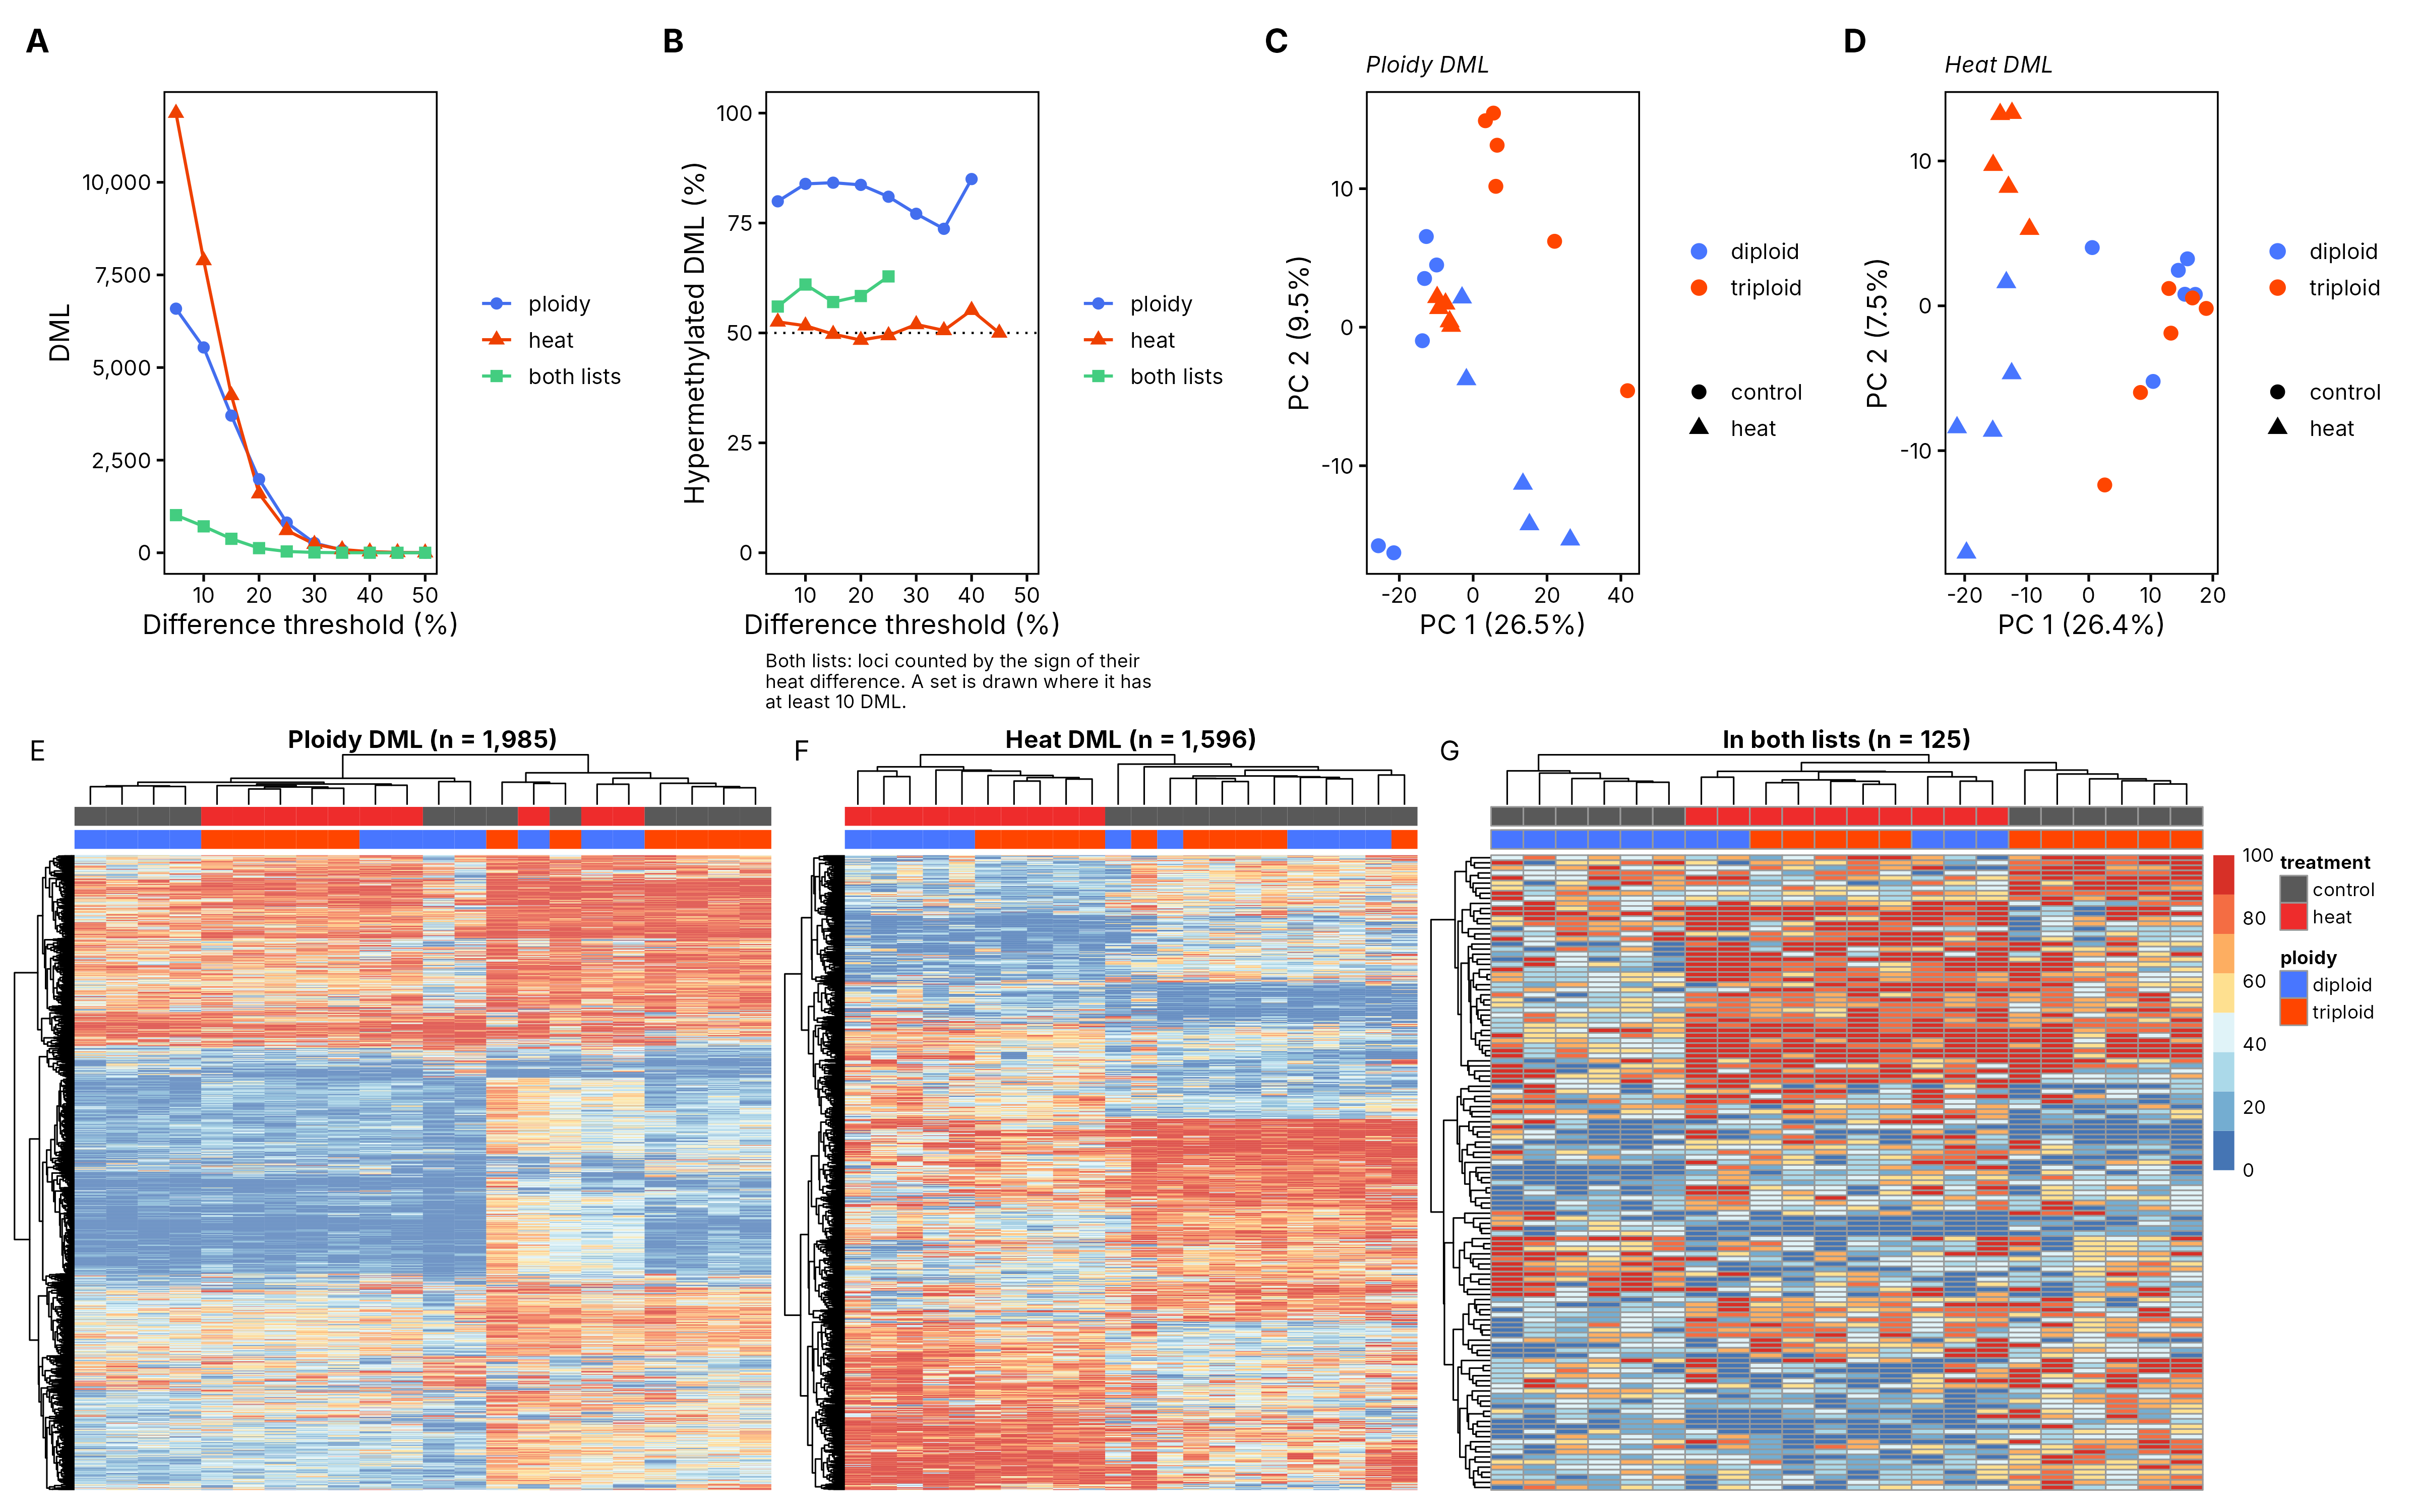 A
DML
10,000
7,500
5,000
2,500
0
10 20 30 40 50
Difference threshold (%)
ploidy
heat
both lists
B
Hypermethylated DML (%)
100
75
50
25
0
10 20 30 40 50
Difference threshold (%)
Both lists: loci counted by the sign of their
heat difference. A set is drawn where it has
at least 10 DML.
ploidy
heat
both lists
C
Ploidy DML
PC 2 (9.5%)
10
0
-10
-20 0 20 40
PC 1 (26.5%)
diploid
triploid
control
heat
D
Heat DML
PC 2 (7.5%)
10
0
-10
-20 -10 0 10 20
PC 1 (26.4%)
diploid
triploid
control
heat
E
Ploidy DML (n = 1,985)
F
Heat DML (n = 1,596)
G
In both lists (n = 125)
100
80
60
40
20
0
treatment
control
heat
ploidy
diploid
triploid